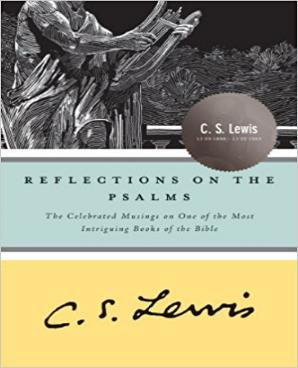 C. S. Lewis
REFLECTIONS ON THE
PSALMS
The Celebrated Musings on One of the Most
Intriguing Books of the Bible
C. S. Lewis